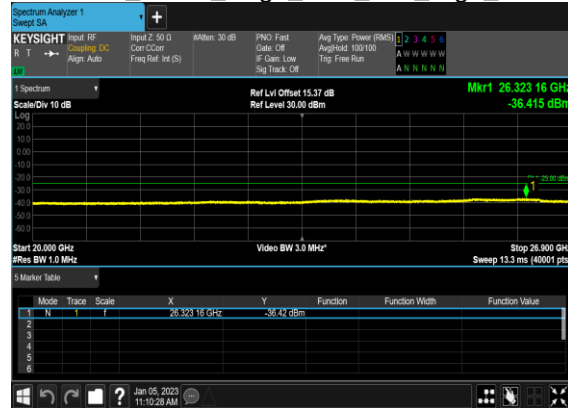 Spectrum Analyzer 1
Swept SA
+
KEYSIGHT
Input: RF
Input Z: 50 Ω
#Atten: 30 dB
PNO: Fast
Avg Type: Power (RMS)
1 2 3 4 5 6
R T
Coupling: DC
Corr CCorr
Gate: Off
Avg|Hold: 100/100
A W W W W W
Align: Auto
Freq Ref: Int (S)
IF Gain: Low
Trig: Free Run
Sig Track: Off
A N N N N N
1 Spectrum
Ref Lvl Offset 15.37 dB
Mkr1 26.323 16 GHz
Scale/Div 10 dB
Ref Level 30.00 dBm
-36.415 dBm
Log
20.0
10.0
0.00
-10.0
-20.0
-25.00 dBm
1
-30.0
-40.0
-50.0
-60.0
Start 20.000 GHz
Video BW 3.0 MHz*
Stop 26.900 GHz
#Res BW 1.0 MHz
Sweep 13.3 ms (40001 pts)
5 Marker Table
Mode Trace Scale X Y Function Function Width Function Value
1 N 1 f 26.323 16 GHz -36.42 dBm
2
3
4
5
6
?
Jan 05, 2023
11:10:28 AM